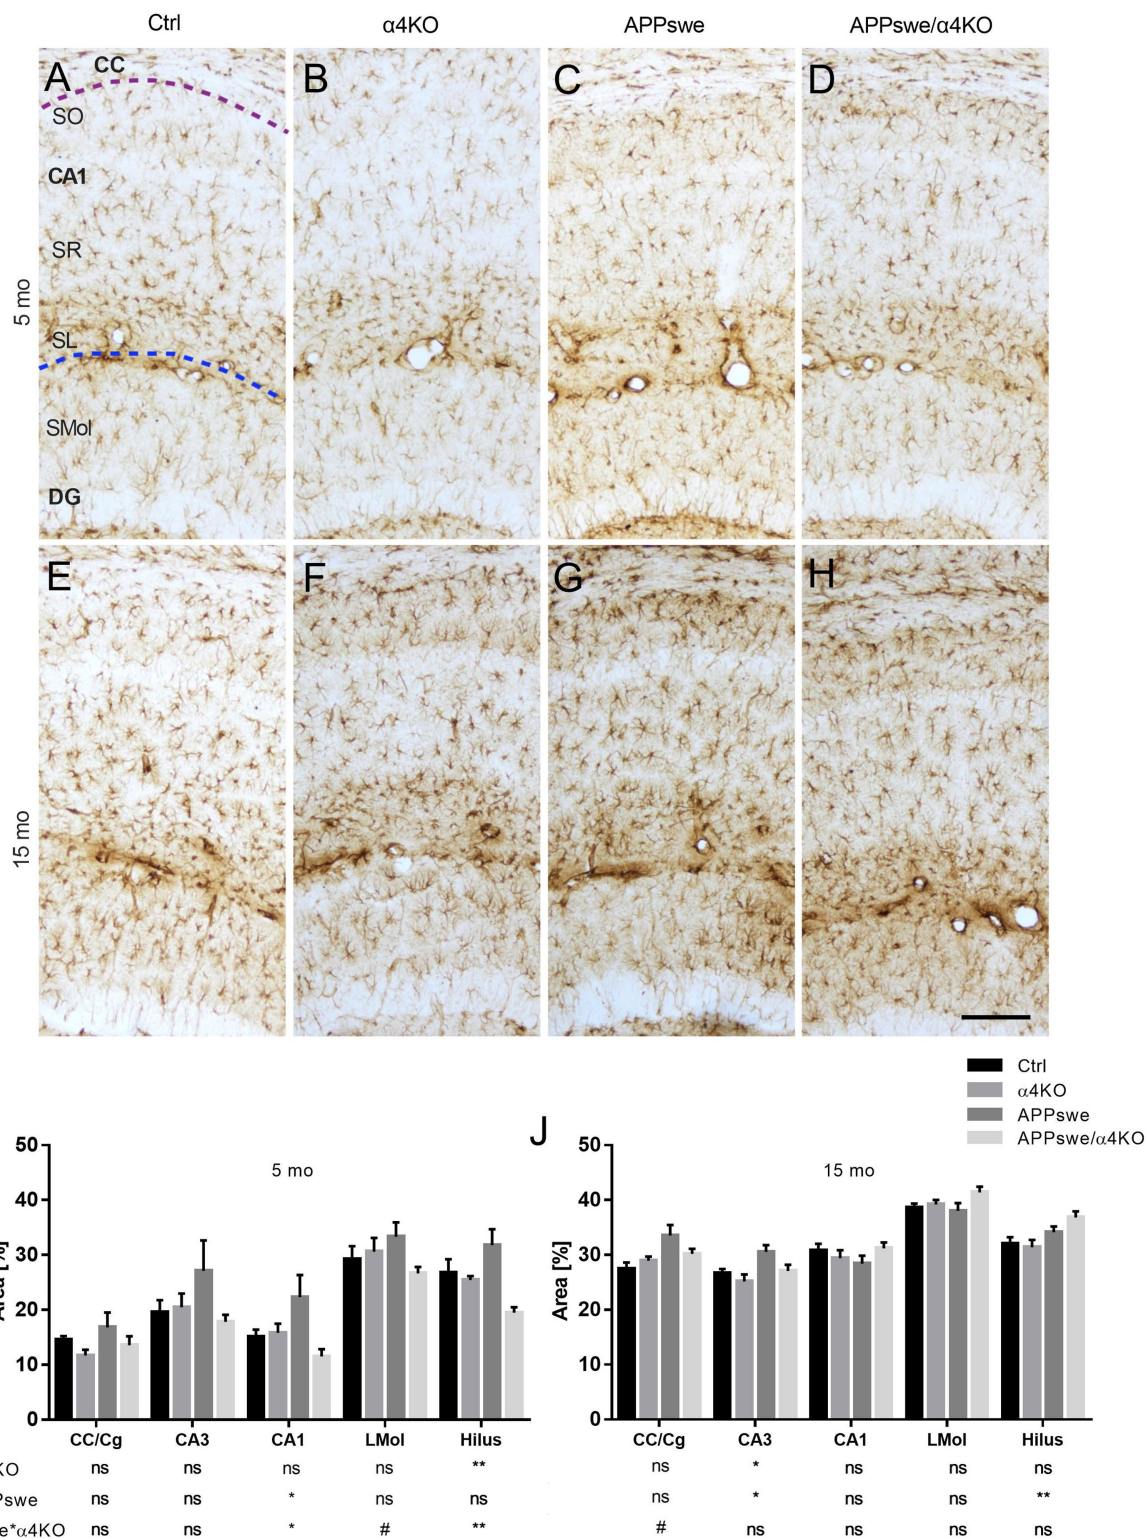 Ctrl α4KO APPswe APPswe/α4KO
A CC B C D
SO
CA1
SR
5 mo
SL
SMol
DG
E F G H
15 mo
Ctrl
α4KO
APPswe
APPswe/α4KO
J
50 5 mo 50 15 mo
40 40
30 30
20 20
10 10
0 0
Area [%]
CC/Cg CA3 CA1 LMol Hilus CC/Cg CA3 CA1 LMol Hilus
KO ns ns ns ns ** ns * ns ns ns
swe ns ns * ns ns ns * ns ns **
e*α4KO ns ns * # ** # ns ns ns ns